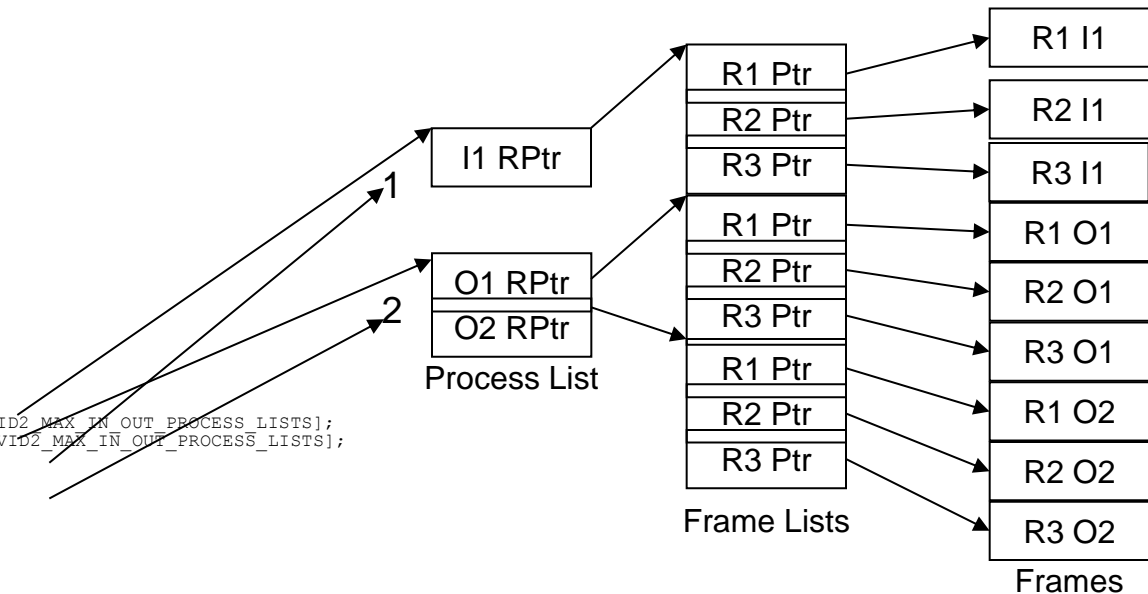 ID2_MAX_IN_OUT_PROCESS_LISTS];
VID2_MAX_IN_OUT_PROCESS_LISTS];
1
2
I1 RPtr
O1 RPtr
O2 RPtr
Process List
R1 Ptr
R2 Ptr
R3 Ptr
R1 Ptr
R2 Ptr
R3 Ptr
R1 Ptr
R2 Ptr
R3 Ptr
Frame Lists
R1 I1
R2 I1
R3 I1
R1 O1
R2 O1
R3 O1
R1 O2
R2 O2
R3 O2
Frames